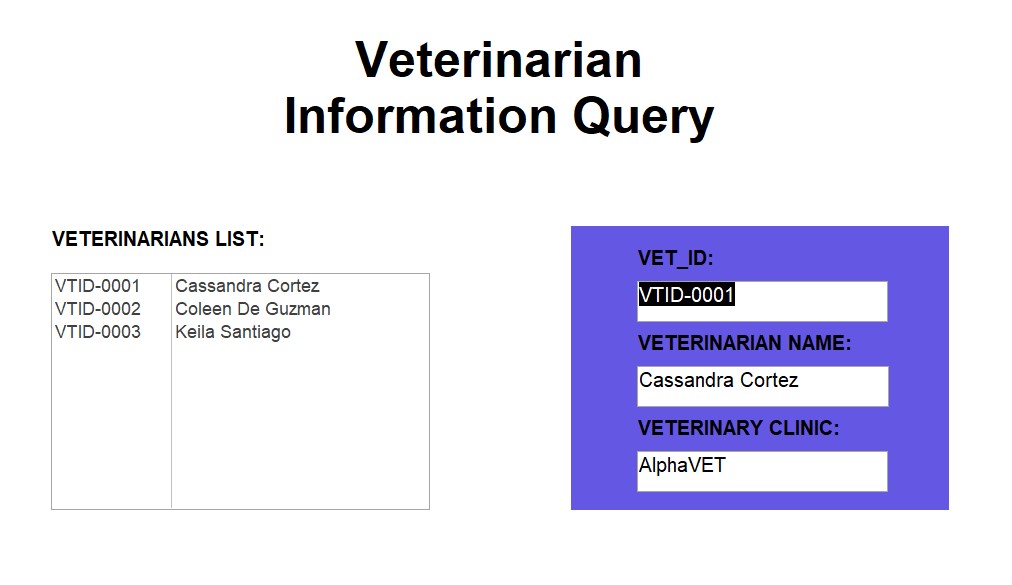 Veterinarian
Information Query
VETERINARIANS LIST:
VTID-0001 Cassandra Cortez
VTID-0002 Coleen De Guzman
VTID-0003 Keila Santiago
VET_ID:
VTID-0001
VETERINARIAN NAME:
Cassandra Cortez
VETERINARY CLINIC:
AlphaVET